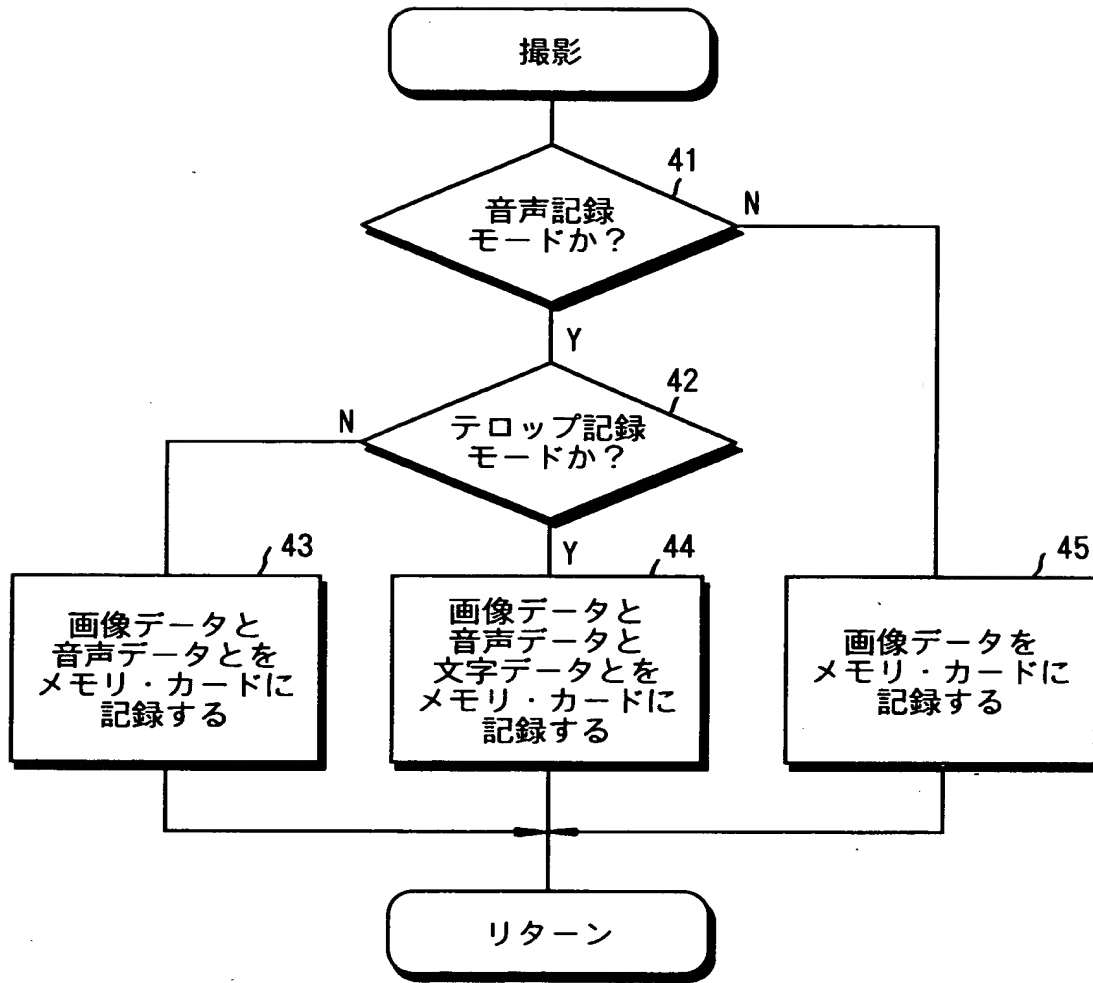 撮影
41
音声記録
モードか？
N
Y
42
テロップ記録
モードか？
N
Y
43
画像データと
音声データとを
メモリ・カードに
記録する
44
画像データと
音声データと
文字データとを
メモリ・カードに
記録する
45
画像データを
メモリ・カードに
記録する
リターン